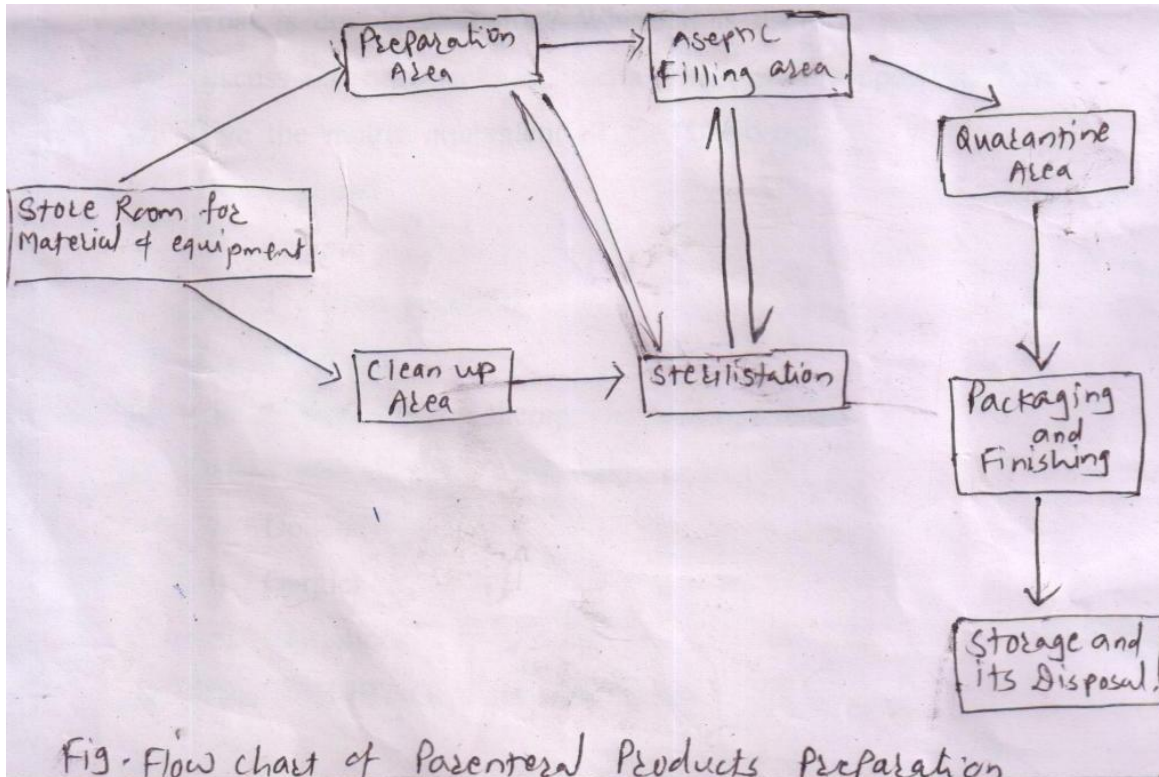 Preparation
Area
Aseptic
Filling area.
Quarantine
Area
Store Room for
Material & equipment.
Clean up
Area
Sterilistation
Packaging
and
Finishing
Storage and
its Disposal.
Fig. Flow chart of Parenteral Products Preparation